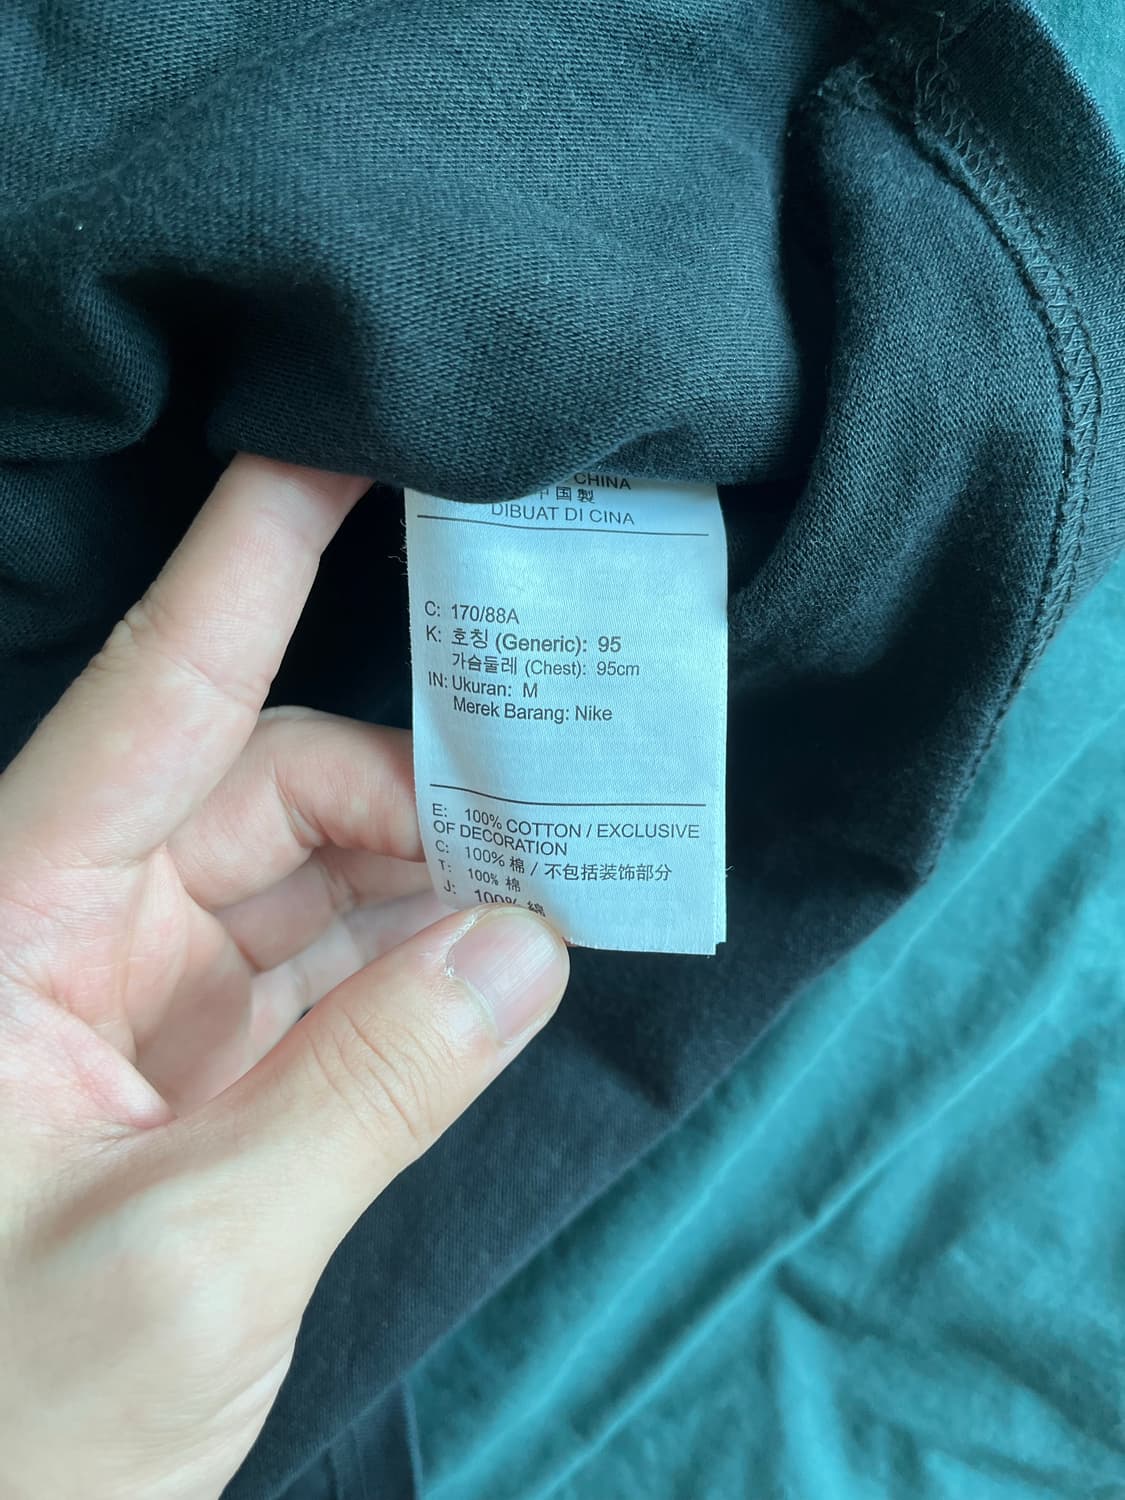 CHINA
中国製
DIBUAT DI CINA
C: 170/88A
K: 호칭 (Generic): 95
가슴둘레 (Chest): 95cm
IN: Ukuran: M
Merek Barang: Nike
E: 100% COTTON / EXCLUSIVE
OF DECORATION
C: 100% 棉 / 不包括装饰部分
T: 100% 棉
J: 100% 綿